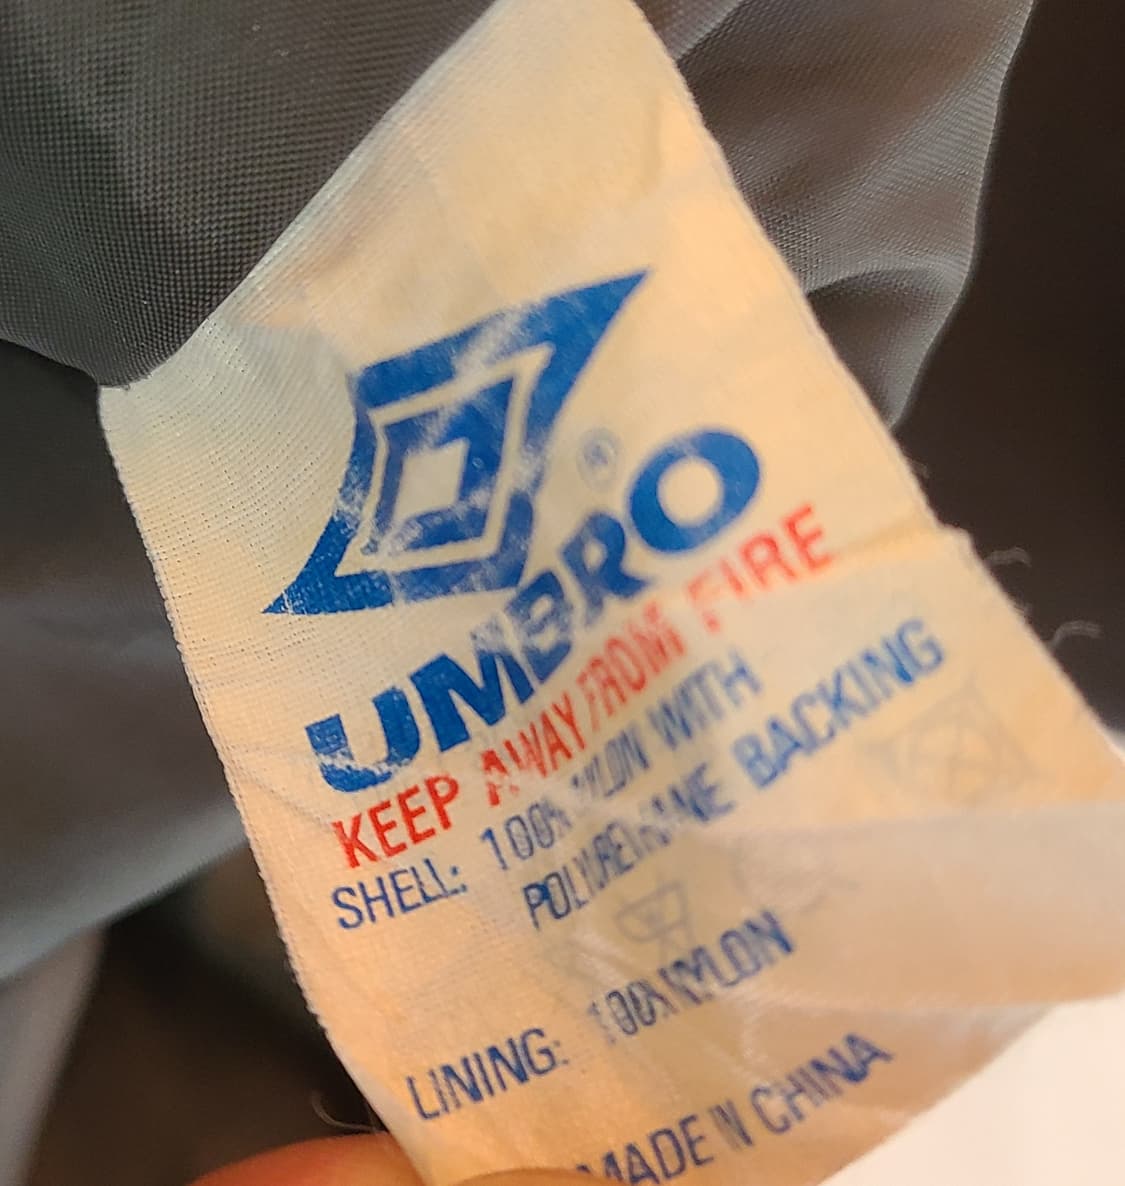 ®
UMBRO
KEEP AWAY FROM FIRE
SHELL: 100% NYLON WITH
POLYURETHANE BACKING
LINING: 100% NYLON
MADE IN CHINA